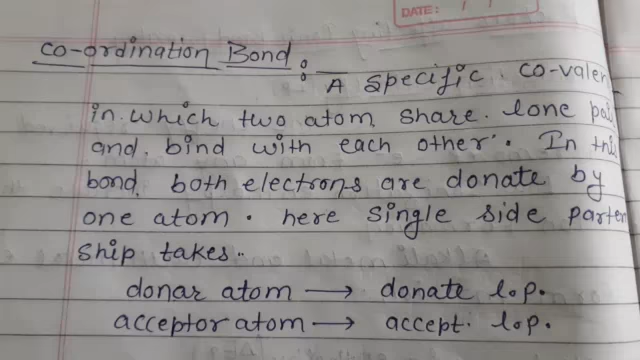 DATE:
Co-ordination Bond :
A specific co-valen
in which two atom share lone pai
and bind with each other. In thi
bond, both electrons are donate by
one atom. here single side parten
ship takes..
donar atom → donate l.p.
acceptor atom → accept. l.p.